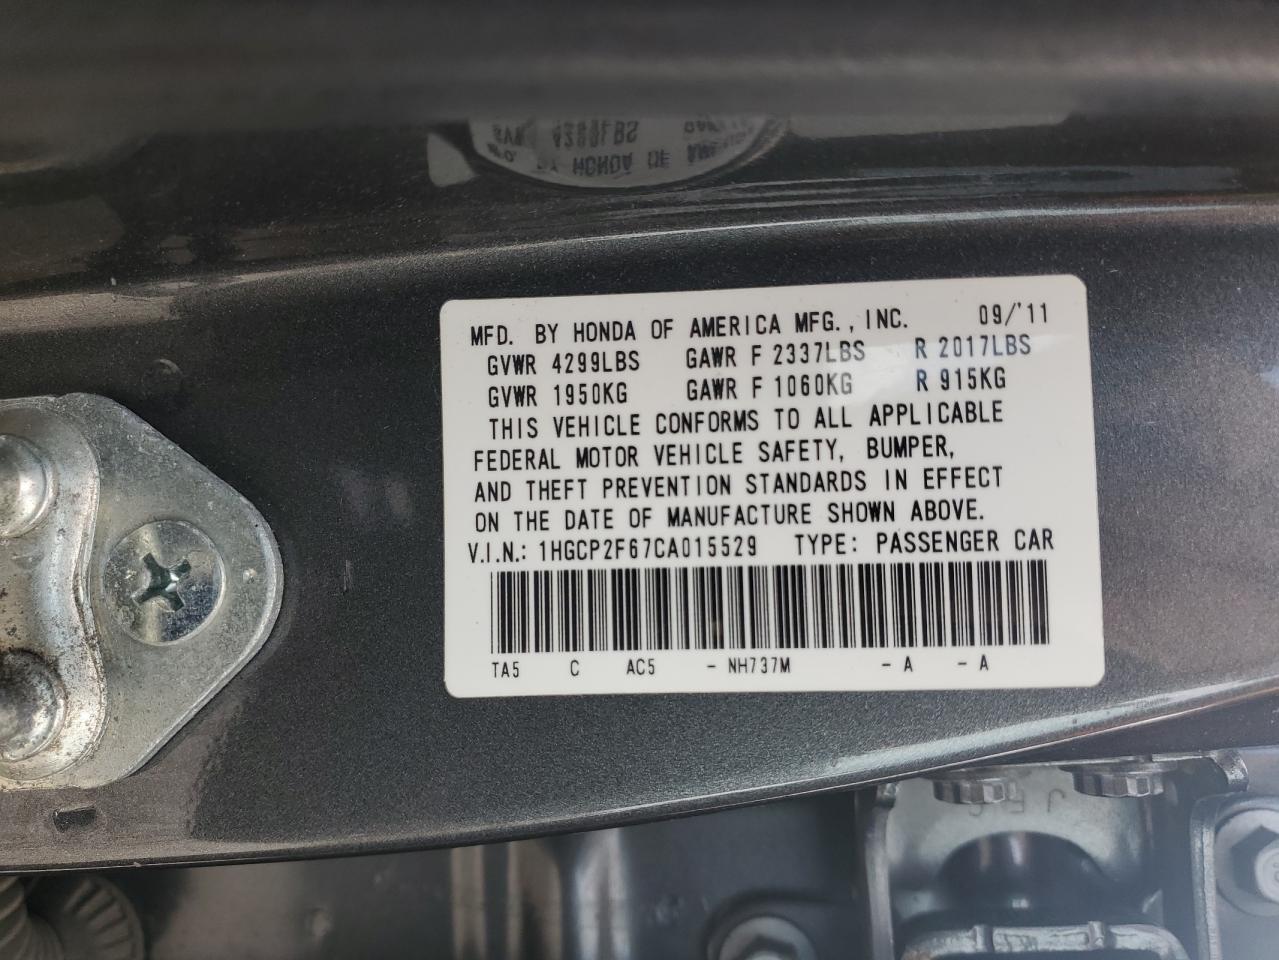 MFD. BY HONDA OF AMERICA MFG., INC. 09/'11
GVWR 4299LBS GAWR F 2337LBS R 2017LBS
GVWR 1950KG GAWR F 1060KG R 915KG
THIS VEHICLE CONFORMS TO ALL APPLICABLE
FEDERAL MOTOR VEHICLE SAFETY, BUMPER,
AND THEFT PREVENTION STANDARDS IN EFFECT
ON THE DATE OF MANUFACTURE SHOWN ABOVE.
V.I.N.: 1HGCP2F67CA015529 TYPE: PASSENGER CAR
TA5 C AC5 - NH737M - A - A